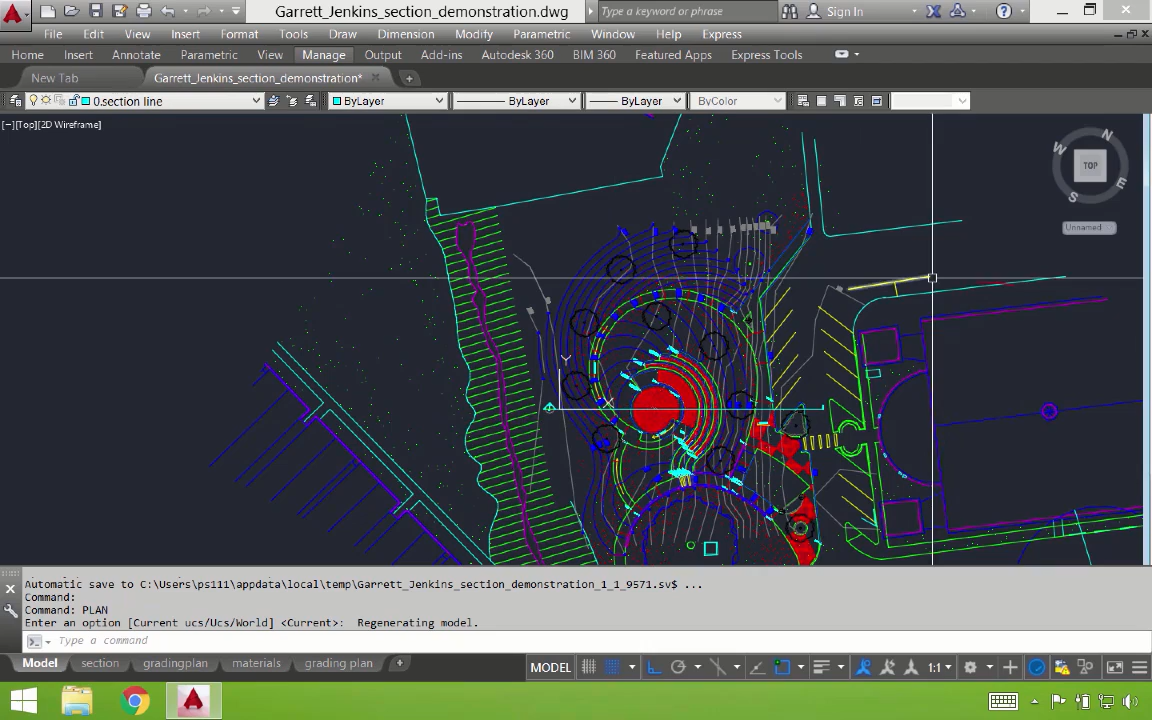 Garrett_Jenkins_section_demonstration.dwg
Type a keyword or phrase
Sign In
File Edit View Insert Format Tools Draw Dimension Modify Parametric Window Help Express
Home Insert Annotate Parametric View Manage Output Add-ins Autodesk 360 BIM 360 Featured Apps Express Tools
New Tab Garrett_Jenkins_section_demonstration*
0.section line ByLayer ByLayer ByLayer ByColor
[−][Top][2D Wireframe]
N
W
TOP
E
S
Unnamed
Y
X
Automatic save to C:\Users\ps111\appdata\local\temp\Garrett_Jenkins_section_demonstration_1_1_9571.sv$ ...
Command:
Command: PLAN
Enter an option [Current ucs/Ucs/World] <Current>:  Regenerating model.
Type a command
Model section gradingplan materials grading plan
MODEL 1:1